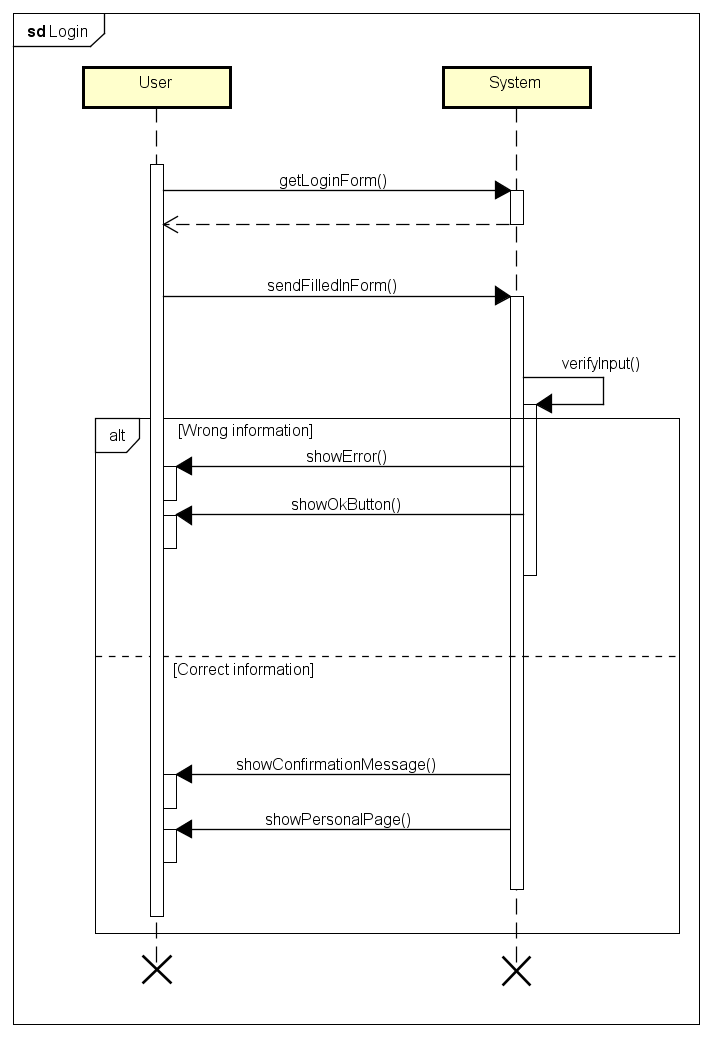 sd Login
User
System
getLoginForm()
sendFilledInForm()
verifyInput()
alt
[Wrong information]
showError()
showOkButton()
[Correct information]
showConfirmationMessage()
showPersonalPage()